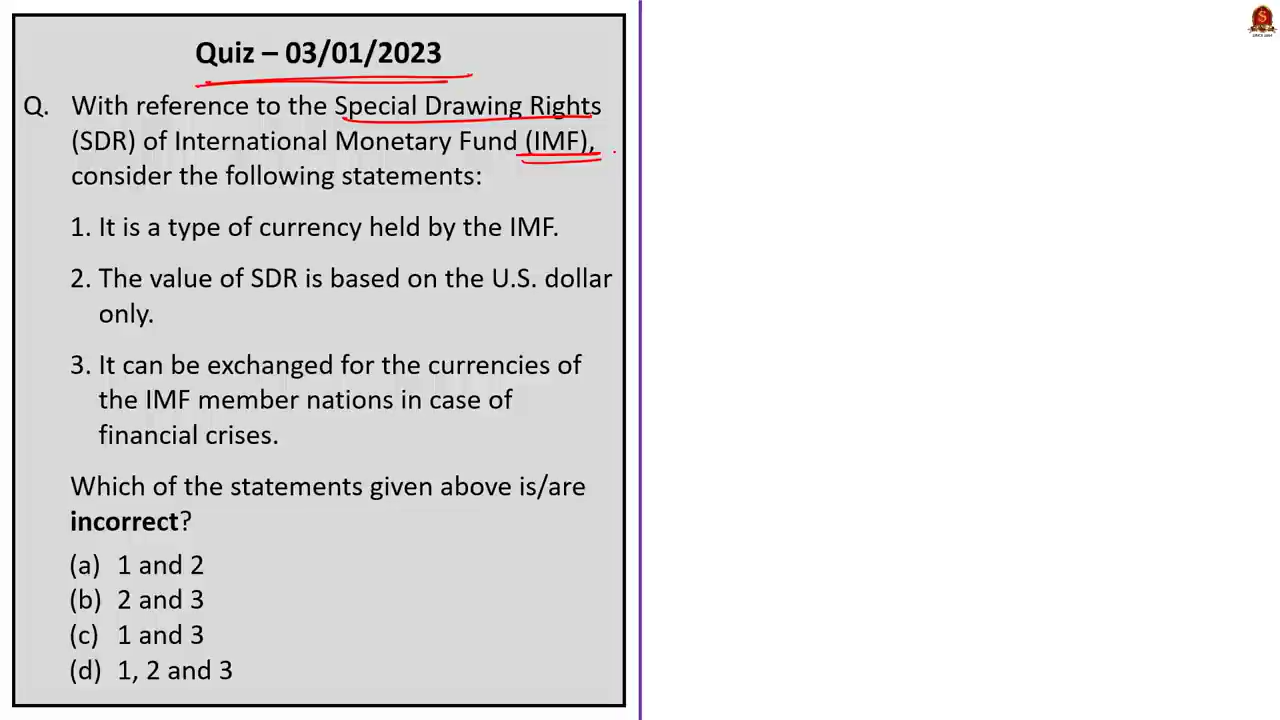 Quiz – 03/01/2023
Q. With reference to the Special Drawing Rights
(SDR) of International Monetary Fund (IMF),
consider the following statements:
1. It is a type of currency held by the IMF.
2. The value of SDR is based on the U.S. dollar
only.
3. It can be exchanged for the currencies of
the IMF member nations in case of
financial crises.
Which of the statements given above is/are
incorrect?
(a) 1 and 2
(b) 2 and 3
(c) 1 and 3
(d) 1, 2 and 3